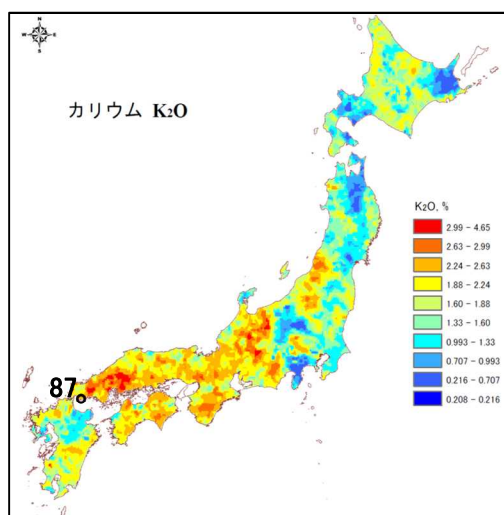 N
W E
S
カリウム K₂O
K₂O, %
2.99 - 4.65
2.63 - 2.99
2.24 - 2.63
1.88 - 2.24
1.60 - 1.88
1.33 - 1.60
0.993 - 1.33
0.707 - 0.993
0.216 - 0.707
0.208 - 0.216
87